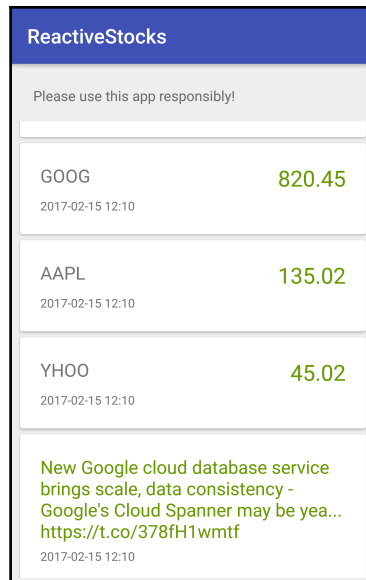 ReactiveStocks
Please use this app responsibly!
GOOG 820.45
2017-02-15 12:10
AAPL 135.02
2017-02-15 12:10
YHOO 45.02
2017-02-15 12:10
New Google cloud database service
brings scale, data consistency -
Google's Cloud Spanner may be yea...
https://t.co/378fH1wmtf
2017-02-15 12:10